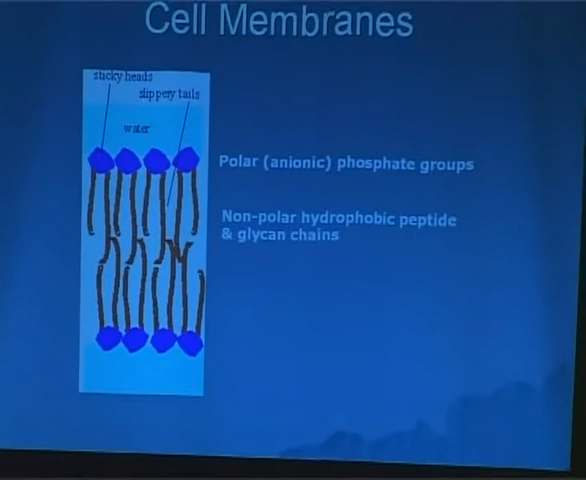 Cell Membranes
sticky heads
slippery tails
water
Polar (anionic) phosphate groups
Non-polar hydrophobic peptide
& glycan chains